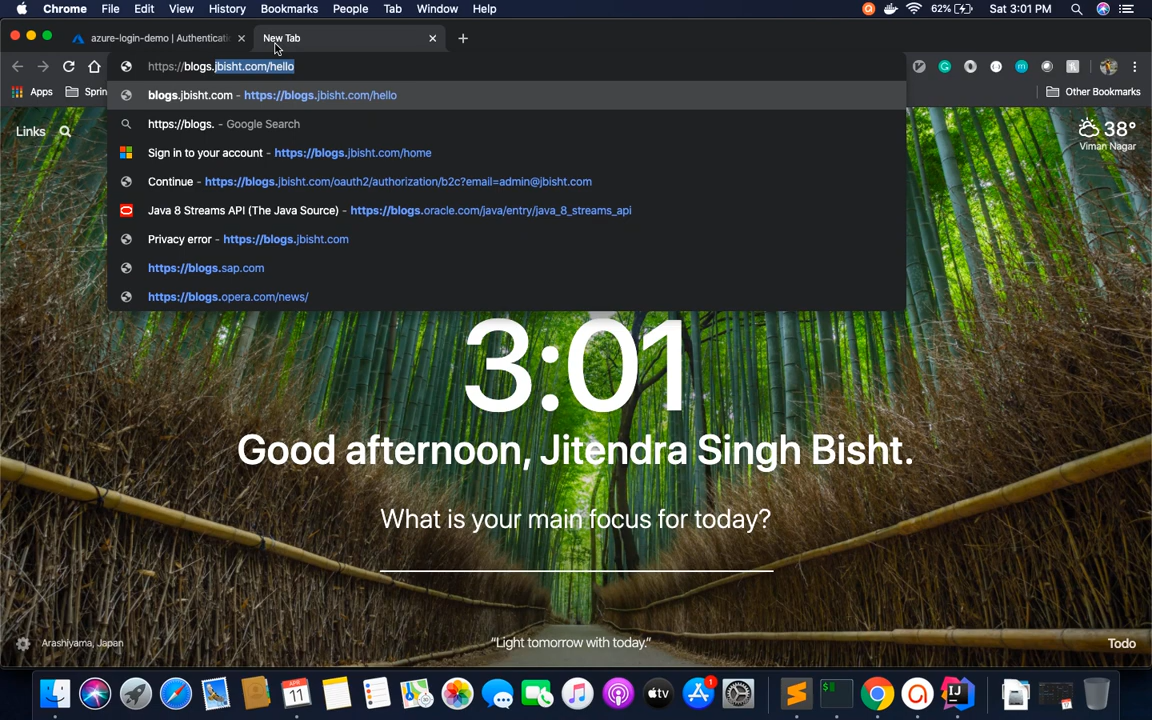 Chrome File Edit View History Bookmarks People Tab Window Help 62% Sat 3:01 PM
azure-login-demo | Authenticati New Tab
https://blogs.jbisht.com/hello
Apps Sprin Other Bookmarks
blogs.jbisht.com - https://blogs.jbisht.com/hello
https://blogs. - Google Search
Sign in to your account - https://blogs.jbisht.com/home
Continue - https://blogs.jbisht.com/oauth2/authorization/b2c?email=admin@jbisht.com
Java 8 Streams API (The Java Source) - https://blogs.oracle.com/java/entry/java_8_streams_api
Privacy error - https://blogs.jbisht.com
https://blogs.sap.com
https://blogs.opera.com/news/
Links
38°
Viman Nagar
3:01
Good afternoon, Jitendra Singh Bisht.
What is your main focus for today?
Arashiyama, Japan
“Light tomorrow with today.”
Todo
APR
11
tv
1
$
IJ